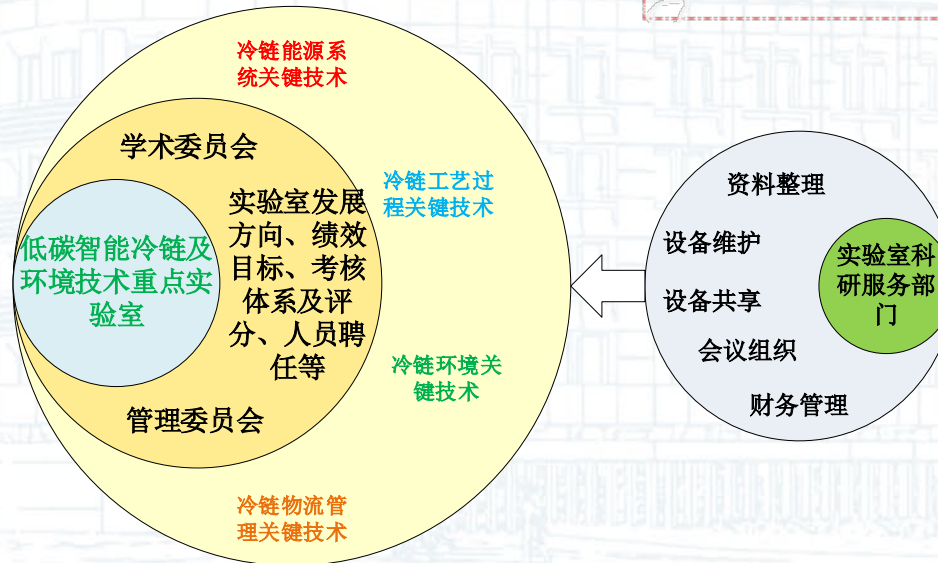 冷链能源系
统关键技术
学术委员会
冷链工艺过
程关键技术
实验室发展
方向、绩效
目标、考核
体系及评
分、人员聘
任等
低碳智能冷链及
环境技术重点实
验室
管理委员会
冷链环境关
键技术
冷链物流管
理关键技术
资料整理
设备维护
设备共享
会议组织
财务管理
实验室科
研服务部
门